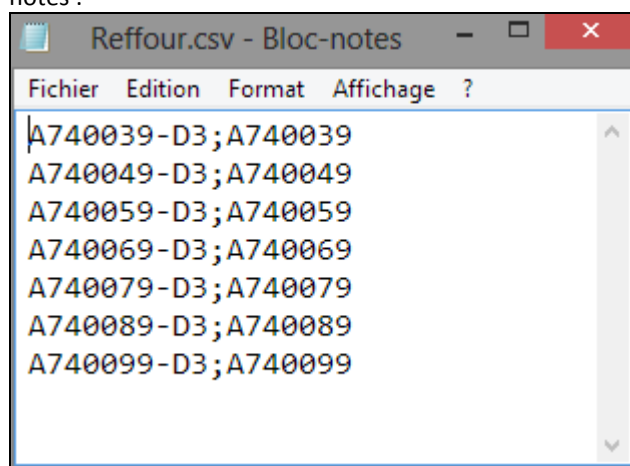 notes :
Reffour.csv - Bloc-notes
Fichier Edition Format Affichage ?
A740039-D3;A740039
A740049-D3;A740049
A740059-D3;A740059
A740069-D3;A740069
A740079-D3;A740079
A740089-D3;A740089
A740099-D3;A740099